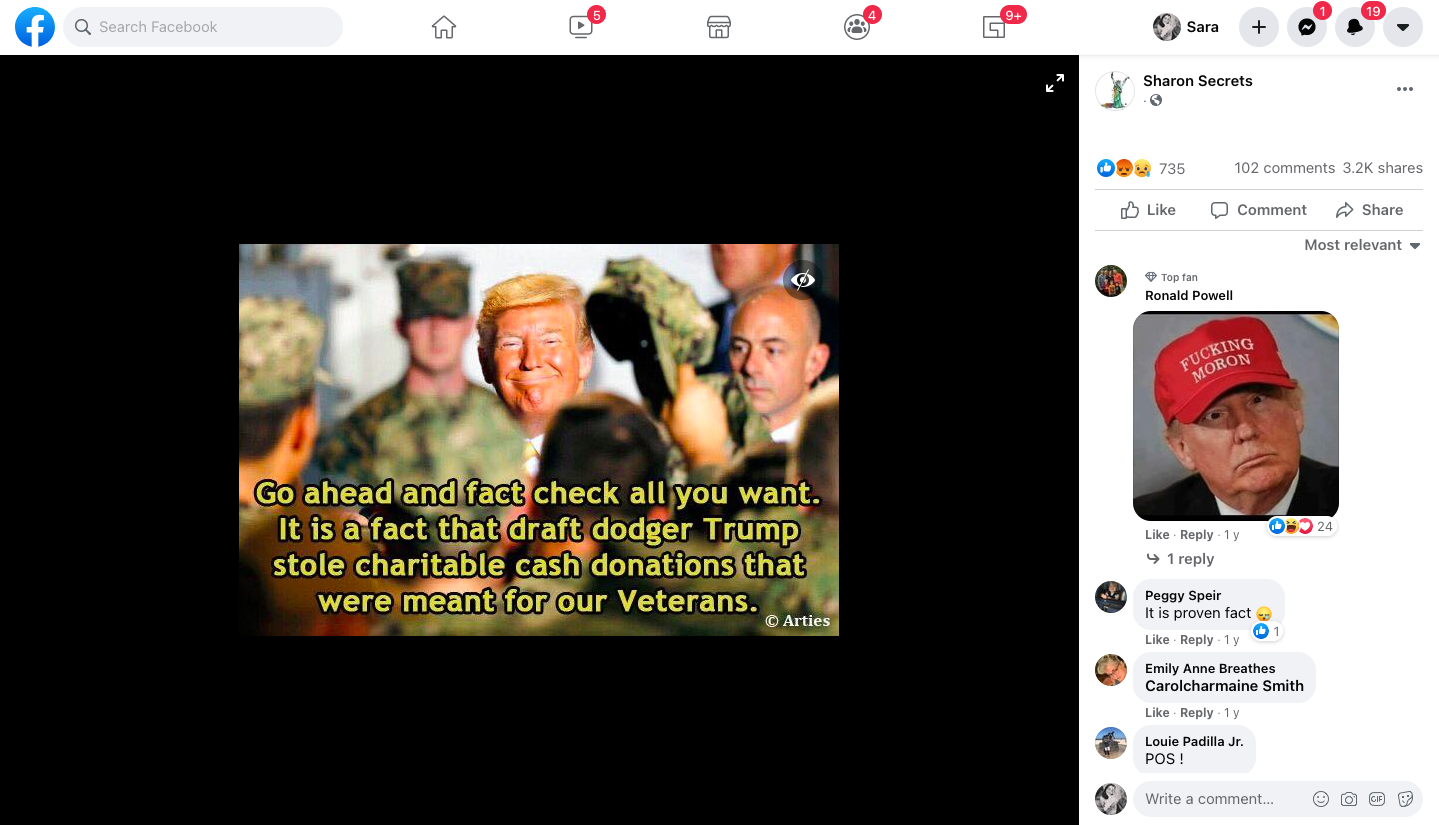 Search Facebook
5
4
9+
Sara
1
19
Go ahead and fact check all you want.
It is a fact that draft dodger Trump
stole charitable cash donations that
were meant for our Veterans.
© Arties
Sharon Secrets
735
102 comments 3.2K shares
Like
Comment
Share
Most relevant
Top fan
Ronald Powell
FUCKING
MORON
24
Like · Reply · 1 y
1 reply
Peggy Speir
It is proven fact 😪
1
Like · Reply · 1 y
Emily Anne Breathes
Carolcharmaine Smith
Like · Reply · 1 y
Louie Padilla Jr.
POS !
Write a comment...
GIF